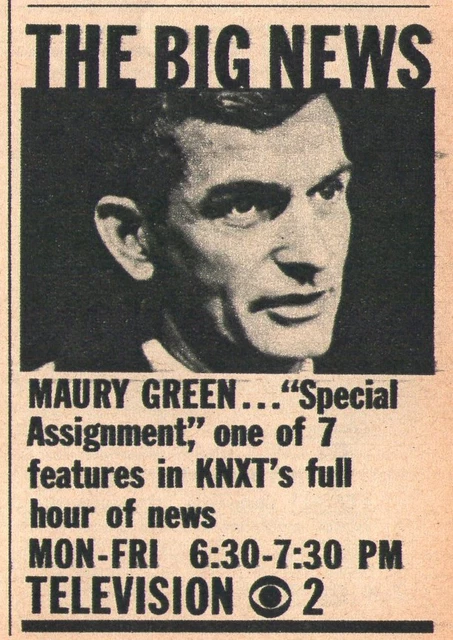 THE BIG NEWS
MAURY GREEN... "Special
Assignment," one of 7
features in KNXT's full
hour of news
MON-FRI 6:30-7:30 PM
TELEVISION 2